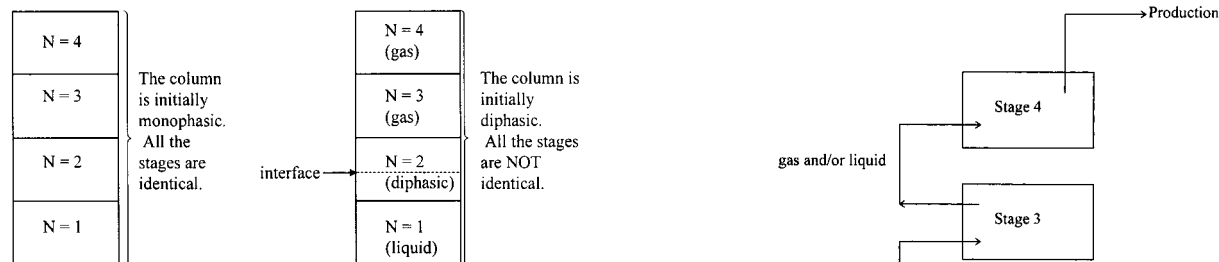 N = 4
N = 3
N = 2
N = 1
The column
is initially
monophasic.
All the
stages are
identical.
interface
N = 4
(gas)
N = 3
(gas)
N = 2
(diphasic)
N = 1
(liquid)
The column is
initially
diphasic.
All the stages
are NOT
identical.
Production
Stage 4
gas and/or liquid
Stage 3